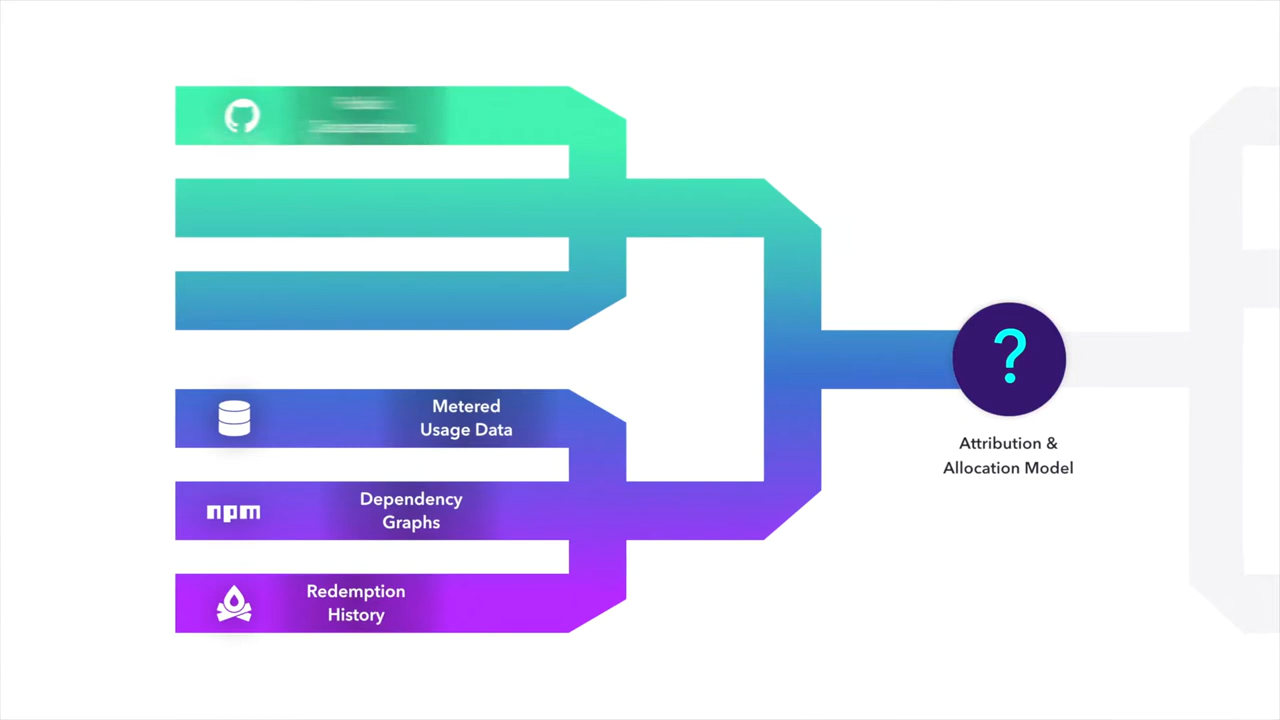 Metered
Usage Data
npm
Dependency
Graphs
Redemption
History
?
Attribution &
Allocation Model